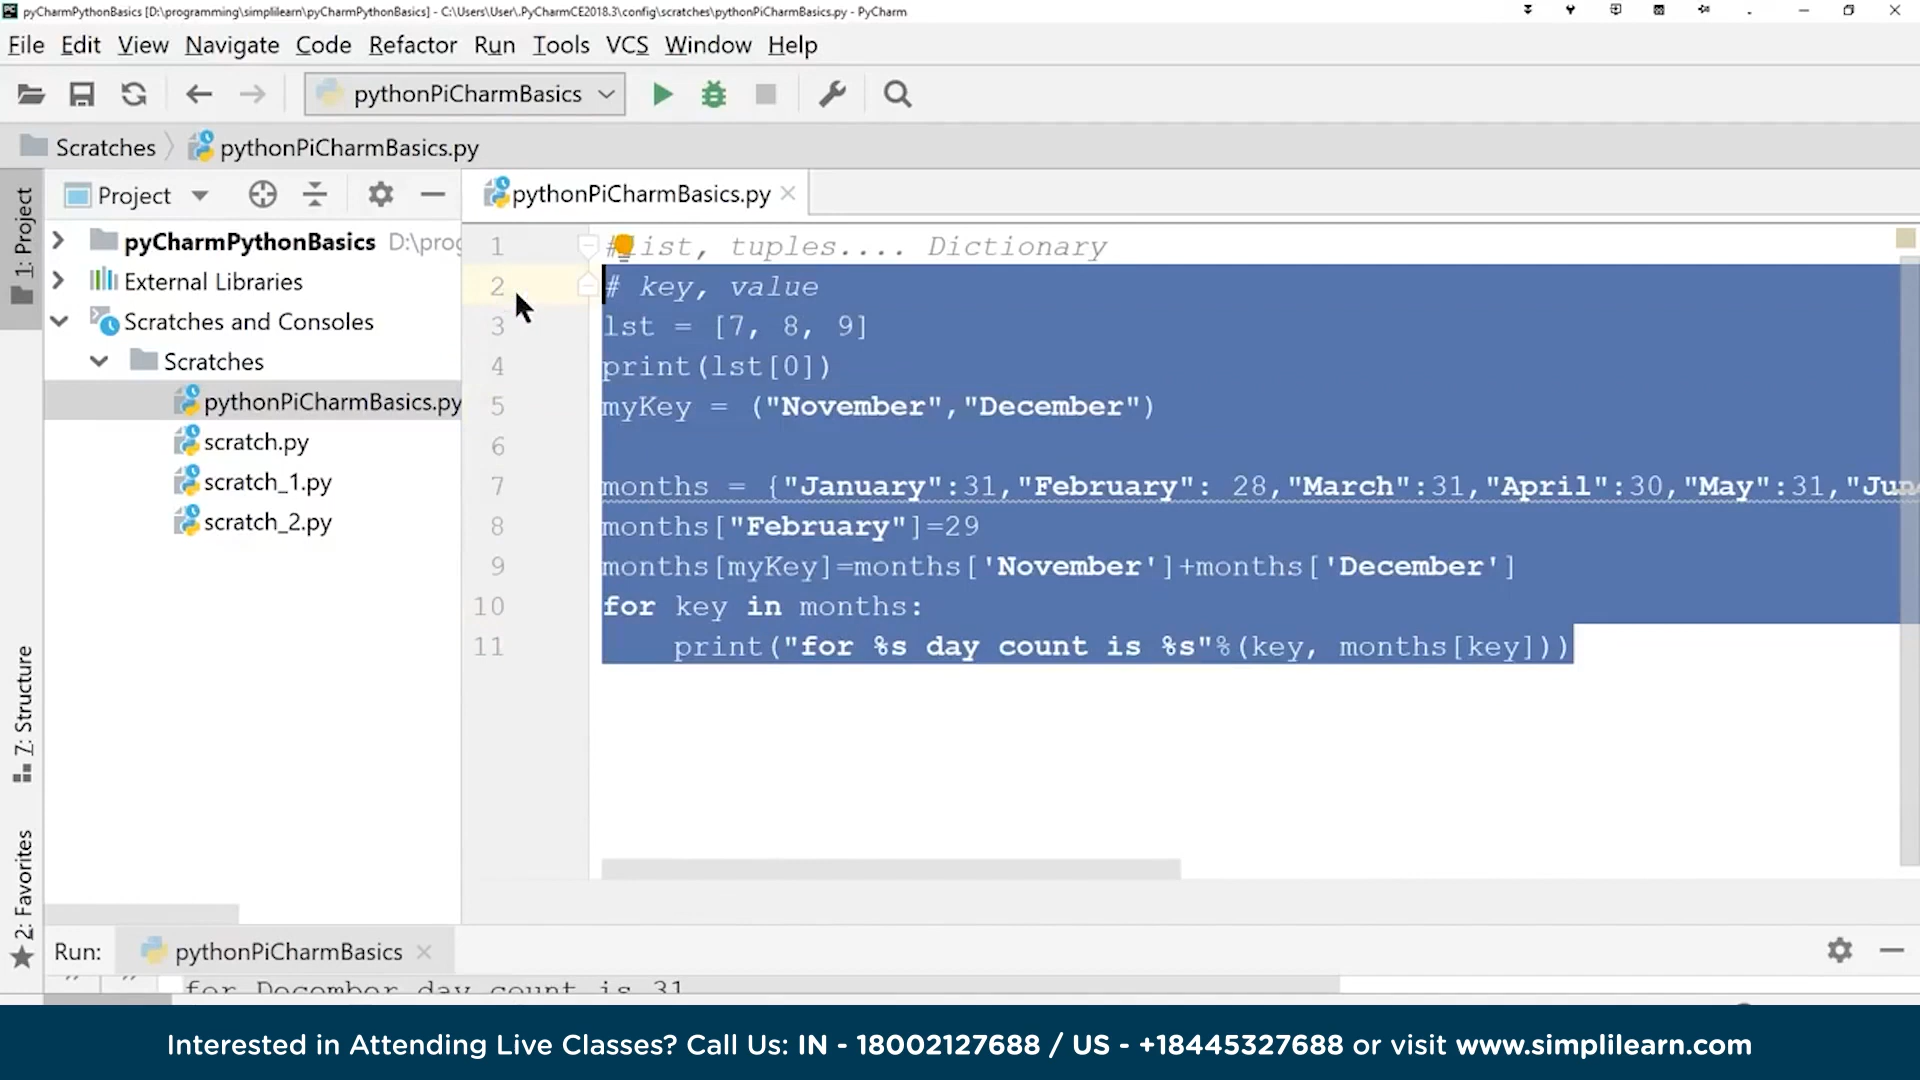 pyCharmPythonBasics [D:\programming\simplilearn\pyCharmPythonBasics] - C:\Users\User\.PyCharmCE2018.3\config\scratches\pythonPiCharmBasics.py - PyCharm
File Edit View Navigate Code Refactor Run Tools VCS Window Help
pythonPiCharmBasics
Scratches pythonPiCharmBasics.py
1: Project
Project
pyCharmPythonBasics D:\prog
External Libraries
Scratches and Consoles
Scratches
pythonPiCharmBasics.py
scratch.py
scratch_1.py
scratch_2.py
7: Structure
2: Favorites
pythonPiCharmBasics.py
1 #list, tuples.... Dictionary
2 # key, value
3 lst = [7, 8, 9]
4 print(lst[0])
5 myKey = ("November","December")
6
7 months = {"January":31,"February": 28,"March":31,"April":30,"May":31,"June
8 months["February"]=29
9 months[myKey]=months['November']+months['December']
10 for key in months:
11 print("for %s day count is %s"%(key, months[key]))
Run: pythonPiCharmBasics
for December day count is 31
Interested in Attending Live Classes? Call Us: IN - 18002127688 / US - +18445327688 or visit www.simplilearn.com